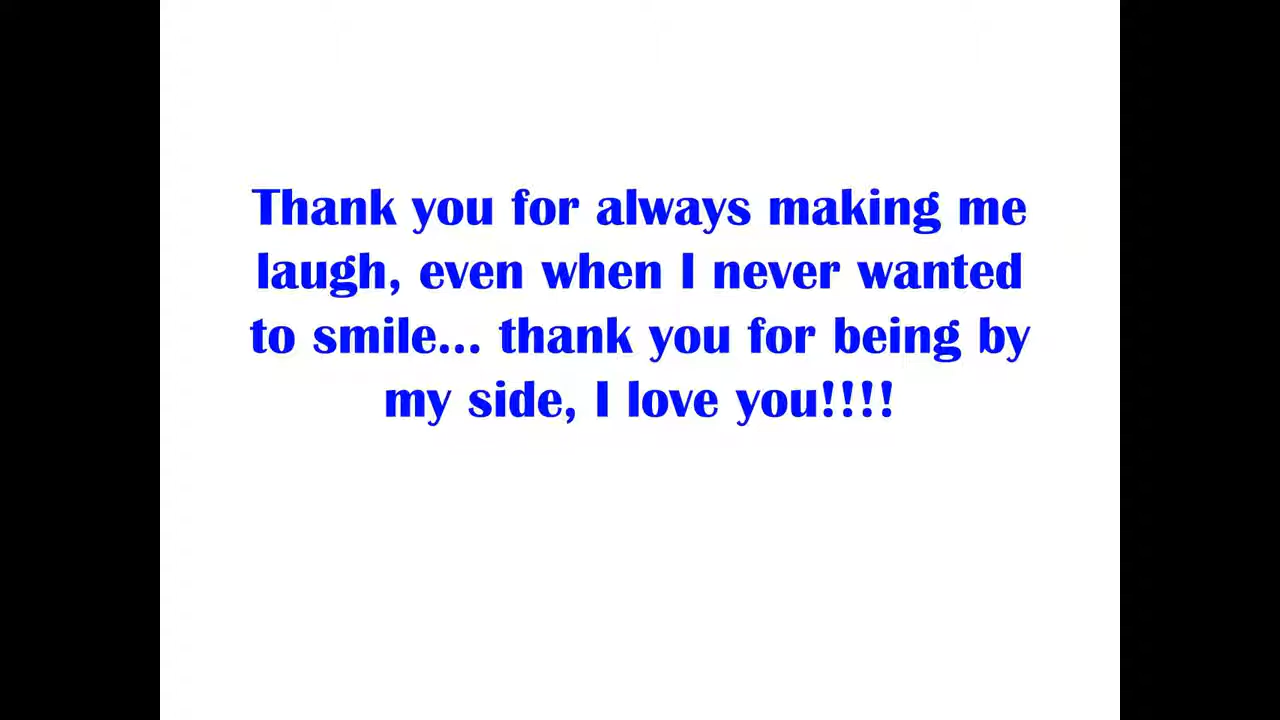 Thank you for always making me
laugh, even when I never wanted
to smile... thank you for being by
my side, I love you!!!!